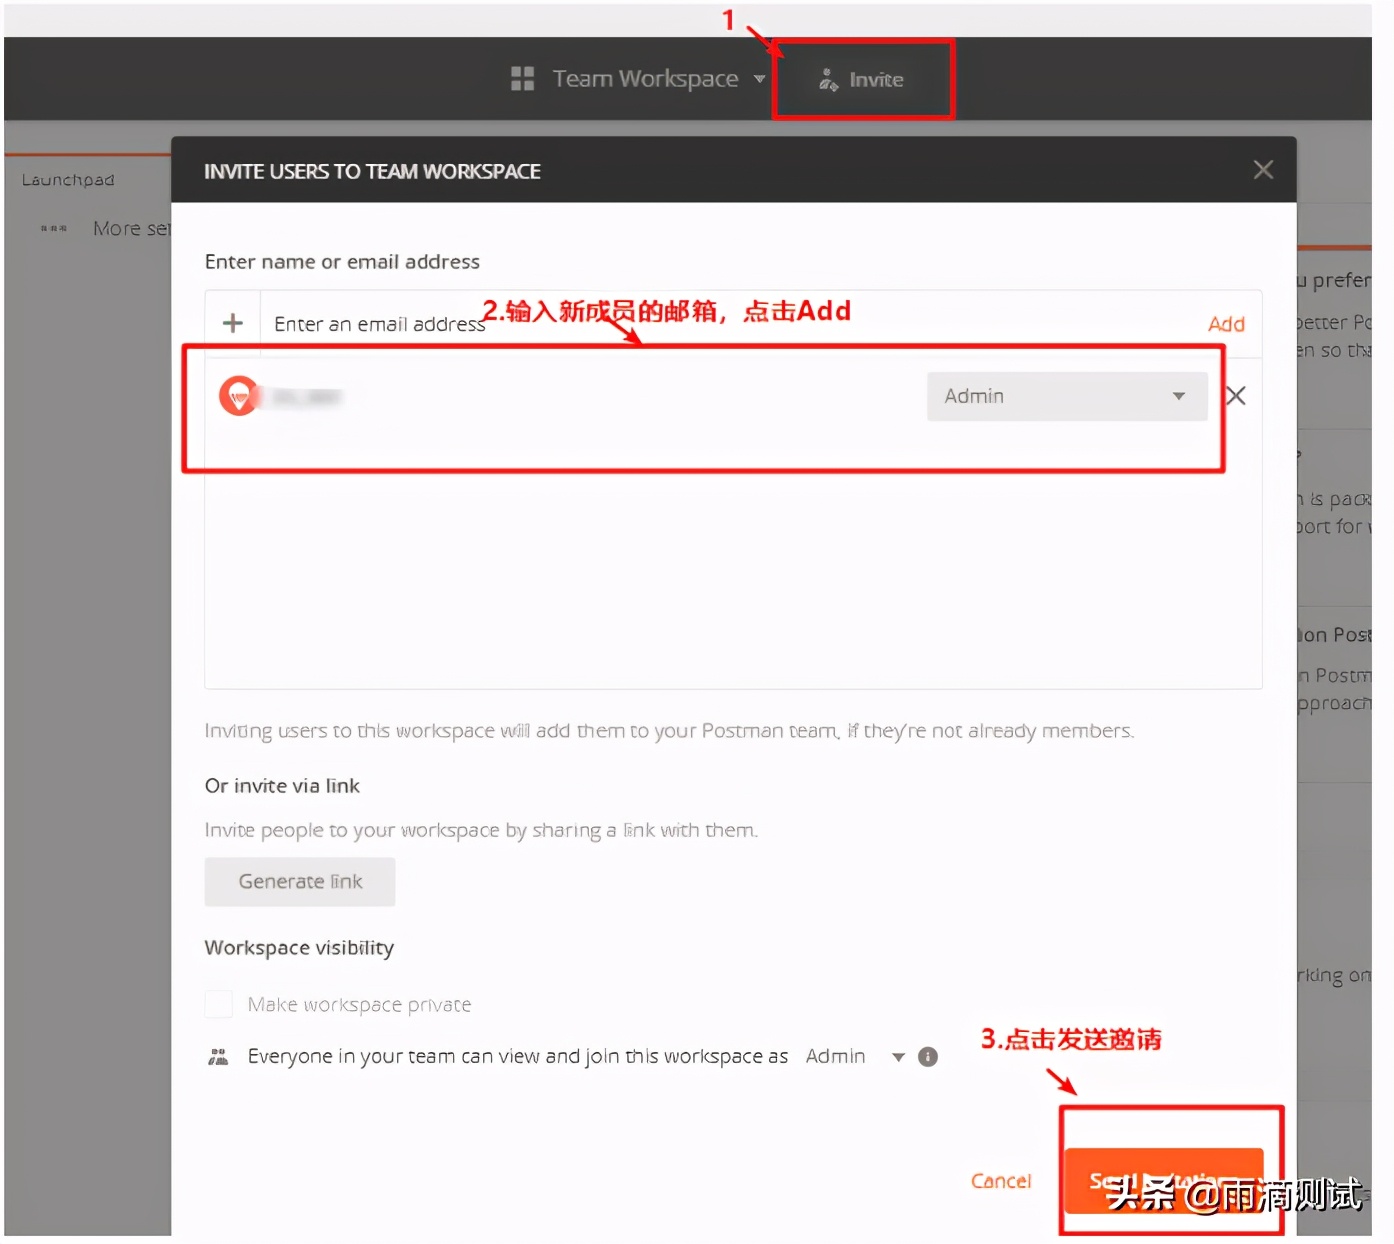 1
Team Workspace
Invite
Launchpad
INVITE USERS TO TEAM WORKSPACE
More set
Enter name or email address
u prefer
2.输入新成员的邮箱，点击Add
Enter an email address
Add
better Po
en so tha
Admin
n is pack
port for w
ion Post
n Postm
pproach
Inviting users to this workspace will add them to your Postman team, if they're not already members.
Or invite via link
Invite people to your workspace by sharing a link with them.
Generate link
Workspace visibility
rking on
Make workspace private
3.点击发送邀请
Everyone in your team can view and join this workspace as Admin
Cancel
头条 @雨滴测试